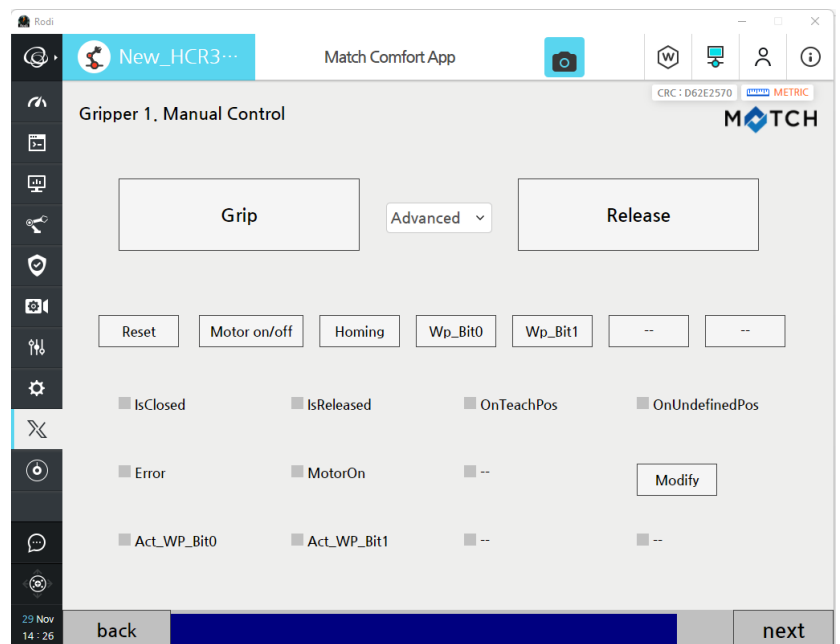 Rodi
New_HCR3···
Match Comfort App
CRC : D62E2570
METRIC
Gripper 1. Manual Control
MATCH
Grip
Advanced
Release
Reset
Motor on/off
Homing
Wp_Bit0
Wp_Bit1
--
--
IsClosed
IsReleased
OnTeachPos
OnUndefinedPos
Error
MotorOn
--
Modify
Act_WP_Bit0
Act_WP_Bit1
--
--
29 Nov
14 : 26
back
next